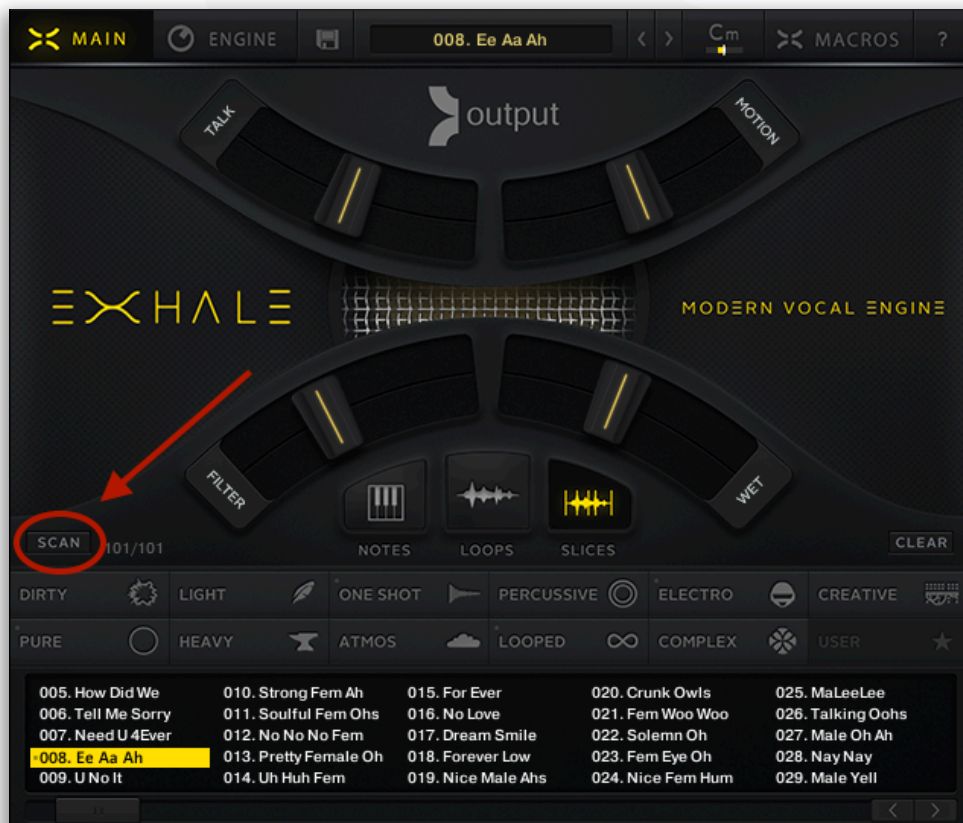 MAIN ENGINE 008. Ee Aa Ah < > Cm MACROS ?
TALK
output
MOTION
EXHALE
MODERN VOCAL ENGINE
FILTER
WET
SCAN 101/101
NOTES LOOPS SLICES
CLEAR
DIRTY LIGHT ONE SHOT PERCUSSIVE ELECTRO CREATIVE
PURE HEAVY ATMOS LOOPED COMPLEX USER
005. How Did We 010. Strong Fem Ah 015. For Ever 020. Crunk Owls 025. MaLeeLee
006. Tell Me Sorry 011. Soulful Fem Ohs 016. No Love 021. Fem Woo Woo 026. Talking Oohs
007. Need U 4Ever 012. No No No Fem 017. Dream Smile 022. Solemn Oh 027. Male Oh Ah
008. Ee Aa Ah 013. Pretty Female Oh 018. Forever Low 023. Fem Eye Oh 028. Nay Nay
009. U No It 014. Uh Huh Fem 019. Nice Male Ahs 024. Nice Fem Hum 029. Male Yell
< >